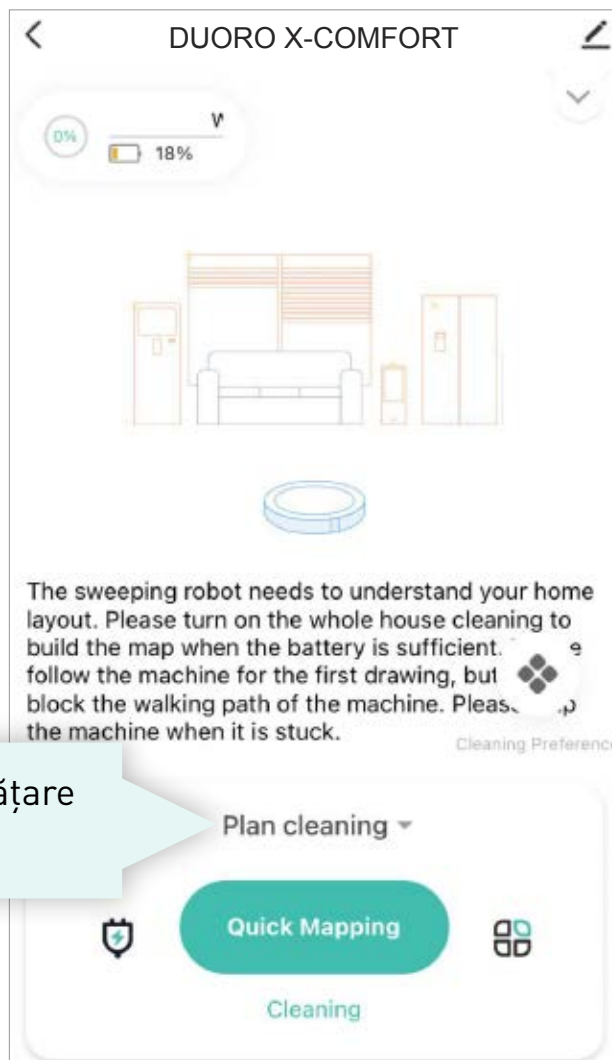 DUORO X-COMFORT
0%
18%
The sweeping robot needs to understand your home
layout. Please turn on the whole house cleaning to
build the map when the battery is sufficient.
follow the machine for the first drawing, but
block the walking path of the machine.
the machine when it is stuck.
Cleaning Preference
Plan cleaning
Quick Mapping
Cleaning